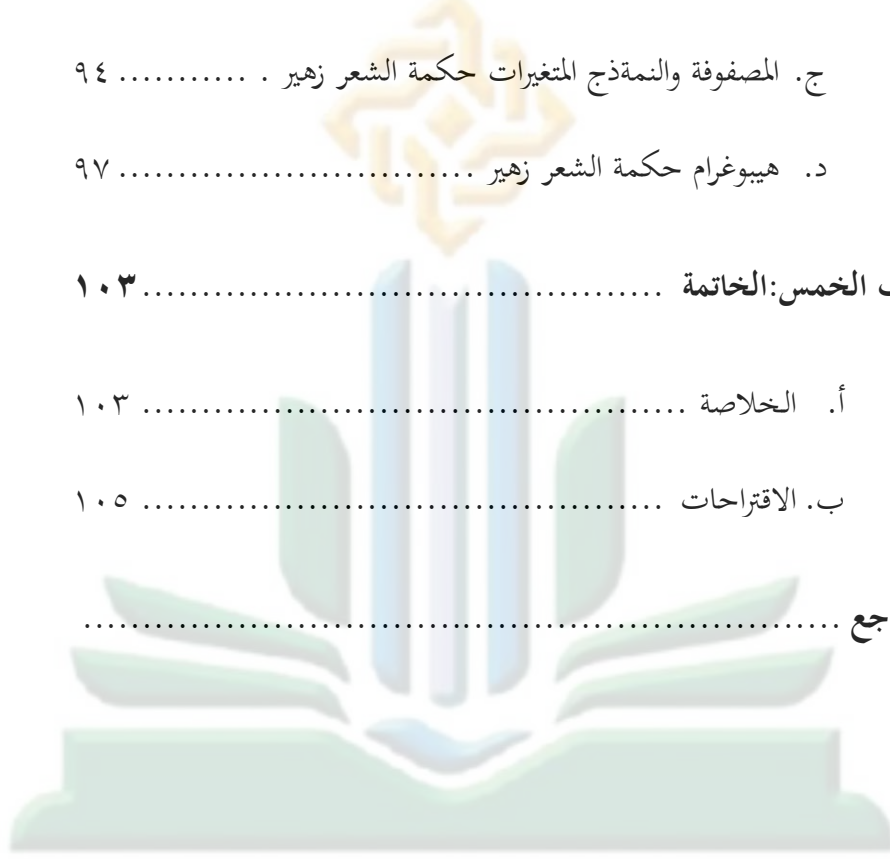 ج. المصفوفة والنمةذج المتغيرات حكمة الشعر زهير . ........... ٩٤
د. هيبوغرام حكمة الشعر زهير .............................. ٩٧
الخمس:الخاتمة ............................................ ١٠٣
أ. الخلاصة .............................................. ١٠٣
ب. الاقتراحات ............................................ ١٠٥